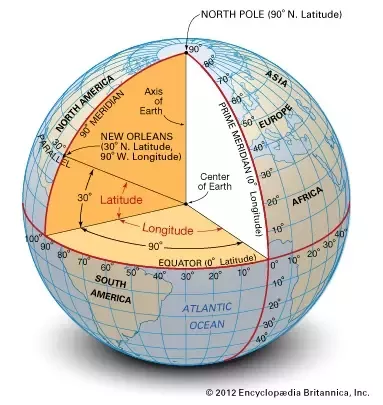 NORTH POLE (90° N. Latitude)
90°
80°
70°
60°
50°
40°
30°
20°
10°
ASIA
EUROPE
AFRICA
NORTH AMERICA
90° MERIDIAN
Axis
of
Earth
PRIME MERIDIAN (0° Longitude)
30°
PARALLEL
NEW ORLEANS
(30° N. Latitude,
90° W. Longitude)
Center
of Earth
30°
Latitude
Longitude
90°
EQUATOR (0° Latitude)
100°
90°
80°
70°
60°
50°
40°
30°
20°
10°
0°
10°
20°
30°
40°
10°
20°
30°
40°
SOUTH
AMERICA
ATLANTIC
OCEAN
© 2012 Encyclopædia Britannica, Inc.